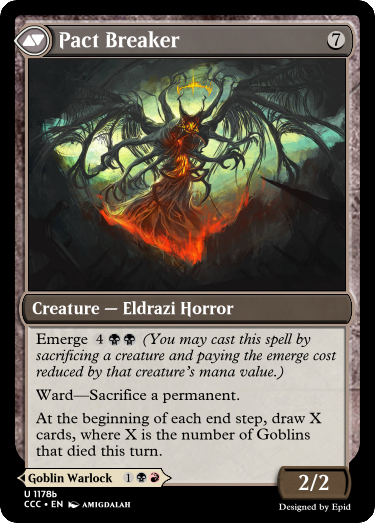 Pact Breaker 7
Creature — Eldrazi Horror
Emerge 4 (You may cast this spell by
sacrificing a creature and paying the emerge cost
reduced by that creature's mana value.)
Ward—Sacrifice a permanent.
At the beginning of each end step, draw X
cards, where X is the number of Goblins
that died this turn.
Goblin Warlock 1
2/2
U 1178b
CCC • EN AMIGDALAH
Designed by Epid